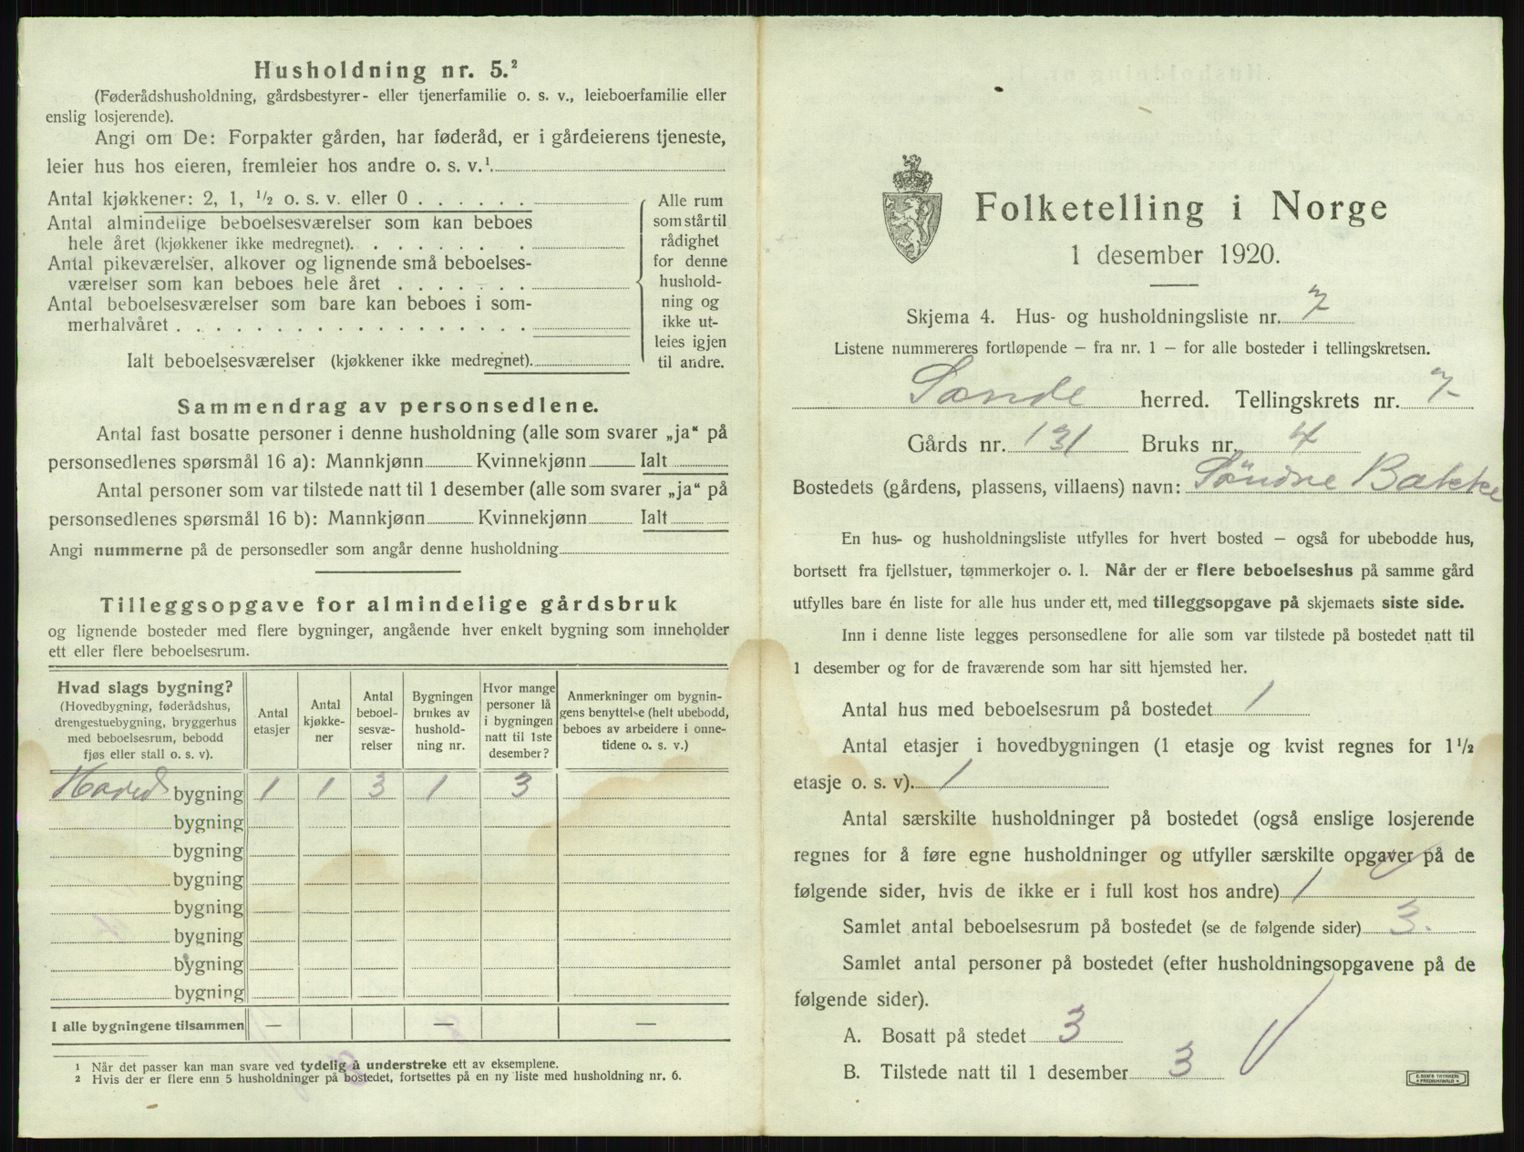 Husholdning nr. 5.²
(Føderådshusholdning, gårdsbestyrer- eller tjenerfamilie o. s. v., leieboerfamilie eller
enslig losjerende).
Angi om De: Forpakter gården, har føderåd, er i gårdeierens tjeneste,
leier hus hos eieren, fremleier hos andre o. s. v.¹
Antal kjøkkener: 2, 1, ½ o. s. v. eller 0
Antal almindelige beboelsesværelser som kan beboes
hele året (kjøkkener ikke medregnet).
Antal pikeværelser, alkover og lignende små beboelses-
værelser som kan beboes hele året
Antal beboelsesværelser som bare kan beboes i som-
merhalvåret
Ialt beboelsesværelser (kjøkkener ikke medregnet).
Alle rum
som står til
rådighet
for denne
hushold-
ning og
ikke ut-
leies igjen
til andre.
Sammendrag av personsedlene.
Antal fast bosatte personer i denne husholdning (alle som svarer „ja“ på
personsedlenes spørsmål 16 a): Mannkjønn Kvinnekjønn Ialt
Antal personer som var tilstede natt til 1 desember (alle som svarer „ja“ på
personsedlenes spørsmål 16 b): Mannkjønn Kvinnekjønn Ialt
Angi nummerne på de personsedler som angår denne husholdning
Tilleggsopgave for almindelige gårdsbruk
og lignende bosteder med flere bygninger, angående hver enkelt bygning som inneholder
ett eller flere beboelsesrum.
Hvad slags bygning?
(Hovedbygning, føderådshus,
drengestuebygning, bryggerhus
med beboelsesrum, bebodd
fjøs eller stall o. s. v).
Antal
etasjer
Antal
kjøkke-
ner
Antal
beboel-
sesvæ-
relser
Bygningen
brukes av
hushold-
ning nr.
Hvor mange
personer lå
i bygningen
natt til 1ste
desember?
Anmerkninger om bygnin-
gens benyttelse (helt ubebodd,
beboes av arbeidere i onne-
tidene o. s. v.)
Hoved bygning 1 1 3 1 3
bygning
bygning
bygning
bygning
bygning
bygning
bygning
I alle bygningene tilsammen — — —
¹ Når det passer kan man svare ved tydelig å understreke ett av eksemplene.
² Hvis der er flere enn 5 husholdninger på bostedet, fortsettes på en ny liste med husholdning nr. 6.
Folketelling i Norge
1 desember 1920.
Skjema 4. Hus- og husholdningsliste nr. 7
Listene nummereres fortløpende — fra nr. 1 — for alle bosteder i tellingskretsen.
Sande herred. Tellingskrets nr. 7
Gårds nr. 131 Bruks nr. 4
Bostedets (gårdens, plassens, villaens) navn: Søndre Bakke
En hus- og husholdningsliste utfylles for hvert bosted — også for ubebodde hus,
bortsett fra fjellstuer, tømmerkojer o. l. Når der er flere beboelseshus på samme gård
utfylles bare én liste for alle hus under ett, med tilleggsopgave på skjemaets siste side.
Inn i denne liste legges personsedlene for alle som var tilstede på bostedet natt til
1 desember og for de fraværende som har sitt hjemsted her.
Antal hus med beboelsesrum på bostedet 1
Antal etasjer i hovedbygningen (1 etasje og kvist regnes for 1½
etasje o. s. v). 1
Antal særskilte husholdninger på bostedet (også enslige losjerende
regnes for å føre egne husholdninger og utfyller særskilte opgaver på de
følgende sider, hvis de ikke er i full kost hos andre) 1
Samlet antal beboelsesrum på bostedet (se de følgende sider) 3.
Samlet antal personer på bostedet (efter husholdningsopgavene på de
følgende sider).
A. Bosatt på stedet 3
B. Tilstede natt til 1 desember 3